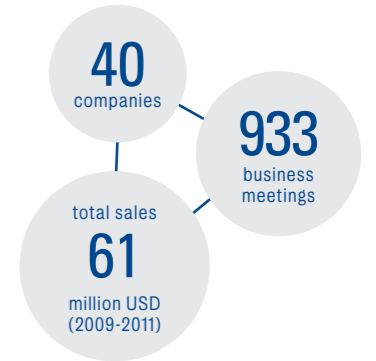 40
companies
933
business
meetings
total sales
61
million USD
(2009-2011)